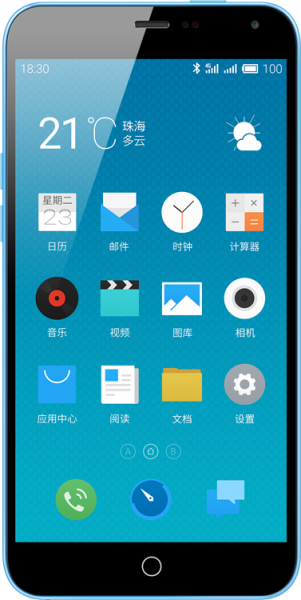 18:30 4G 100
21℃ 珠海
多云
星期二
23
日历 邮件 时钟 计算器
音乐 视频 图库 相机
应用中心 阅读 文档 设置
A B